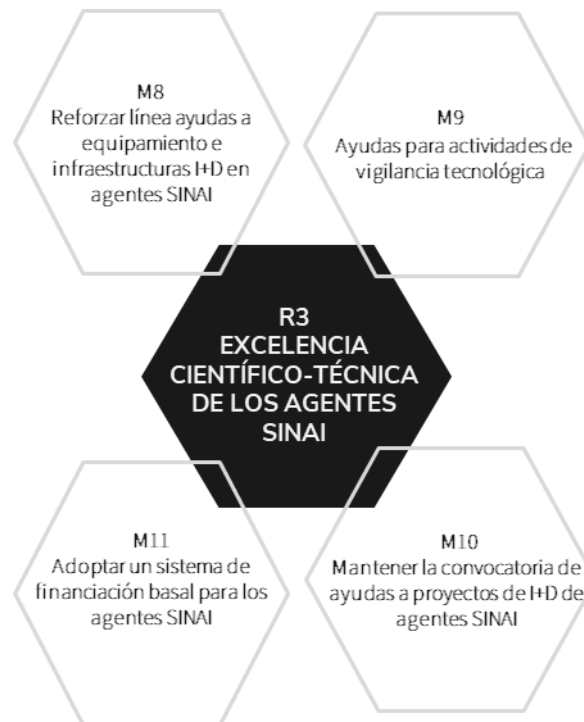 M8
Reforzar línea ayudas a
equipamiento e
infraestructuras I+D en
agentes SINAI
M9
Ayudas para actividades de
vigilancia tecnológica
R3
EXCELENCIA
CIENTÍFICO-TÉCNICA
DE LOS AGENTES
SINAI
M11
Adoptar un sistema de
financiación basal para los
agentes SINAI
M10
Mantener la convocatoria de
ayudas a proyectos de I+D de
agentes SINAI